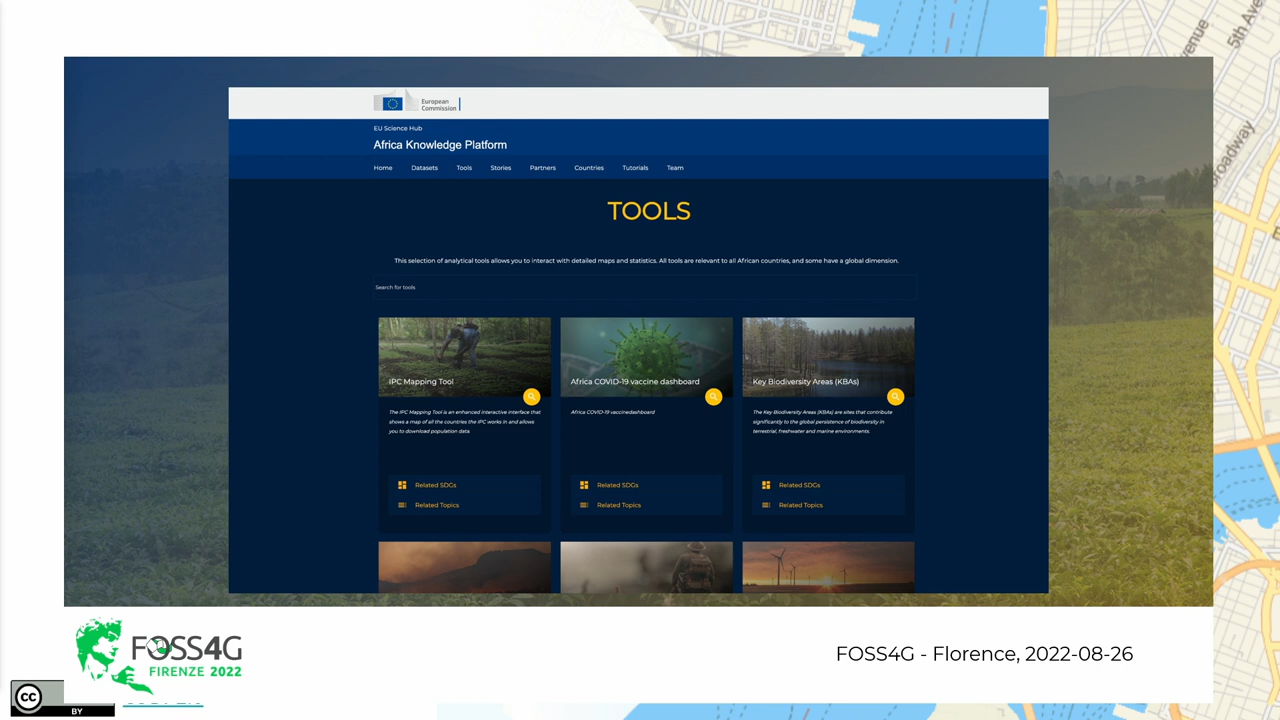 5th Ave
Broadway
European
Commission
EU Science Hub
Africa Knowledge Platform
Home Datasets Tools Stories Partners Countries Tutorials Team
TOOLS
This selection of analytical tools allows you to interact with detailed maps and statistics. All tools are relevant to all African countries, and some have a global dimension.
Search for tools
IPC Mapping Tool
The IPC Mapping Tool is an enhanced interactive interface that
shows a map of all the countries the IPC works in and allows
you to download population data.
Related SDGs
Related Topics
Africa COVID-19 vaccine dashboard
Africa COVID-19 vaccinedashboard
Related SDGs
Related Topics
Key Biodiversity Areas (KBAs)
The Key Biodiversity Areas (KBAs) are sites that contribute
significantly to the global persistence of biodiversity in
terrestrial, freshwater and marine environments.
Related SDGs
Related Topics
FOSS4G
FIRENZE 2022
FOSS4G - Florence, 2022-08-26
cc
BY